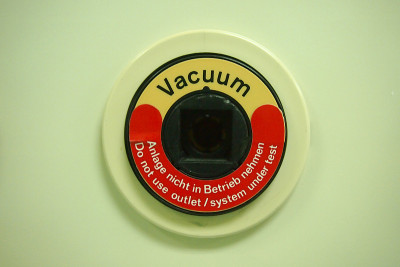 Vacuum
Anlage nicht in Betrieb nehmen
Do not use outlet / system under test